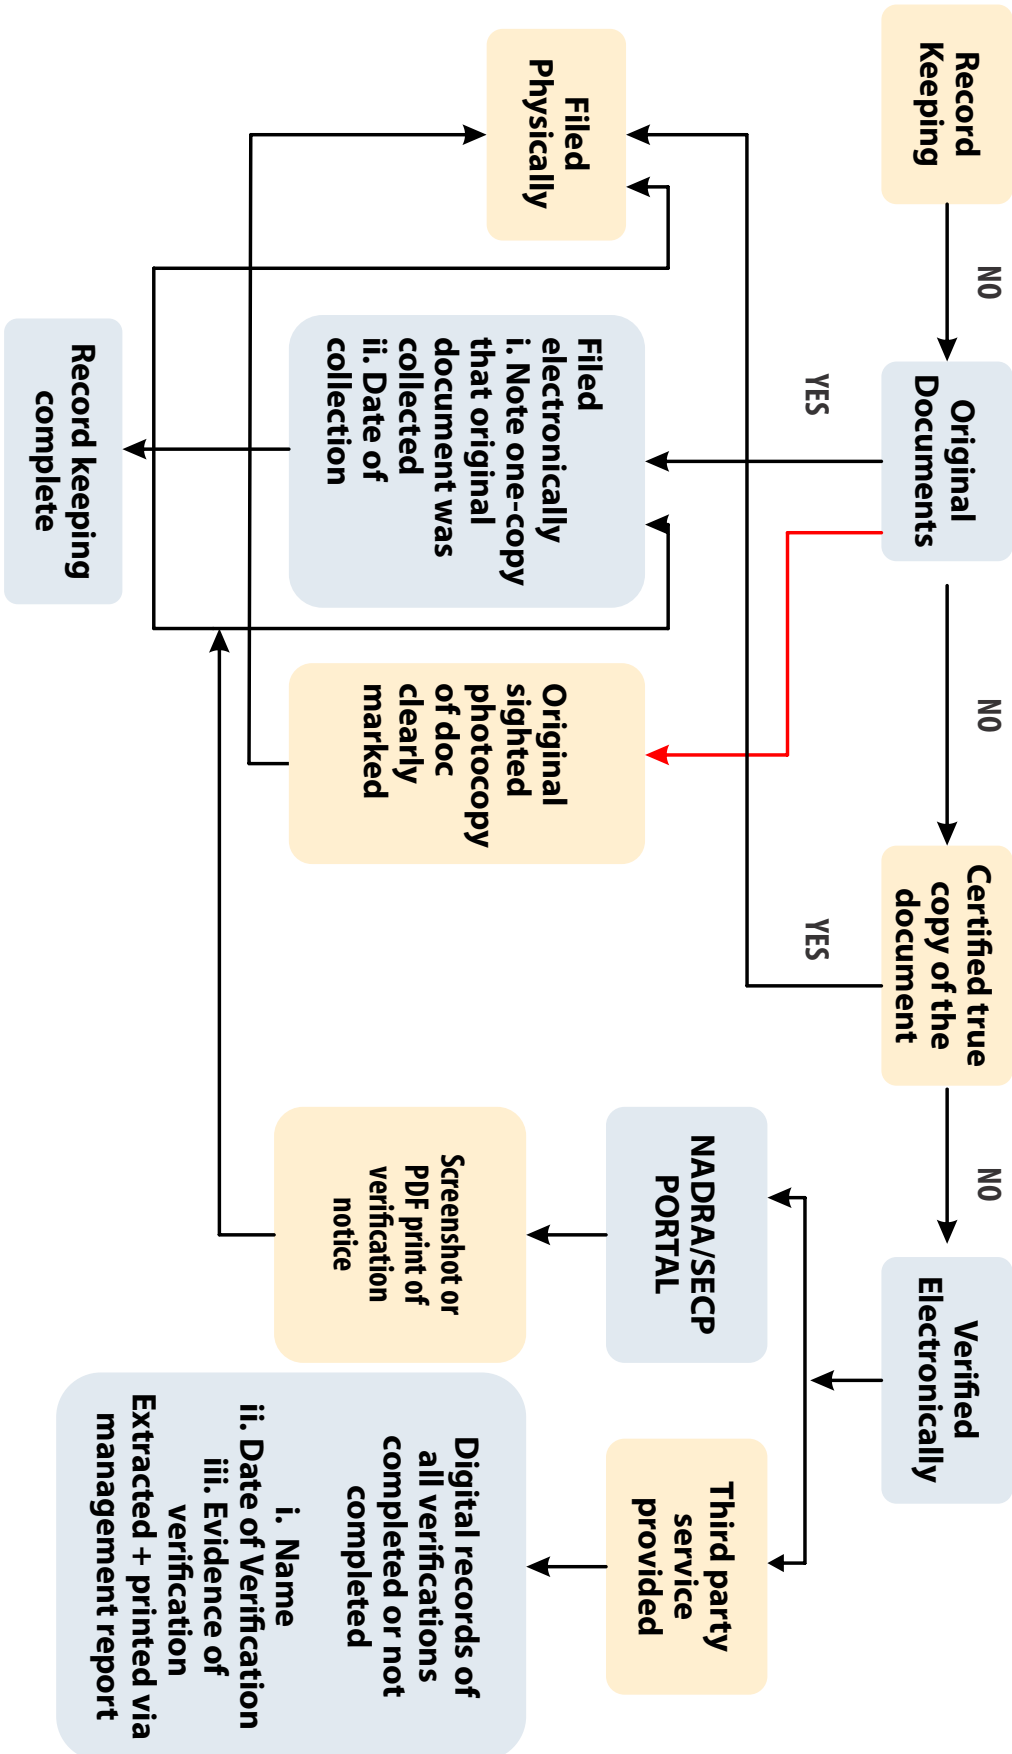 Record
Keeping
NO
Original
Documents
NO
Certified true
copy of the
document
NO
Verified
Electronically
YES
YES
Filed
Physically
Filed
electronically
i. Note one-copy
that original
document was
collected
ii. Date of
collection
Original
sighted
photocopy
of doc
clearly
marked
NADRA/SECP
PORTAL
Third party
service
provided
Screenshot or
PDF print of
verification
notice
Digital records of
all verifications
completed or not
completed
i. Name
ii. Date of Verification
iii. Evidence of
verification
Extracted + printed via
management report
Record keeping
complete